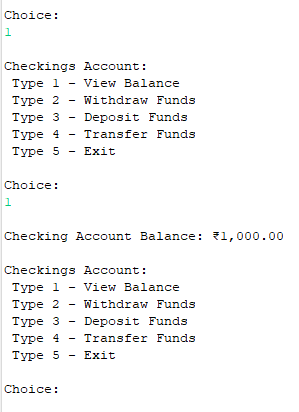 Choice:
1
Checkings Account:
Type 1 - View Balance
Type 2 - Withdraw Funds
Type 3 - Deposit Funds
Type 4 - Transfer Funds
Type 5 - Exit
Choice:
1
Checking Account Balance: ₹1,000.00
Checkings Account:
Type 1 - View Balance
Type 2 - Withdraw Funds
Type 3 - Deposit Funds
Type 4 - Transfer Funds
Type 5 - Exit
Choice: